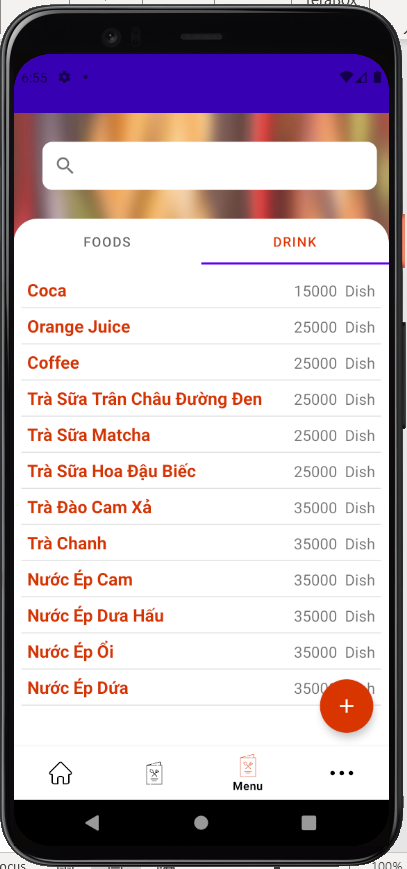 TeraBOX
6:55
FOODS DRINK
Coca 15000 Dish
Orange Juice 25000 Dish
Coffee 25000 Dish
Trà Sữa Trân Châu Đường Đen 25000 Dish
Trà Sữa Matcha 25000 Dish
Trà Sữa Hoa Đậu Biếc 25000 Dish
Trà Đào Cam Xả 35000 Dish
Trà Chanh 35000 Dish
Nước Ép Cam 35000 Dish
Nước Ép Dưa Hấu 35000 Dish
Nước Ép Ổi 35000 Dish
Nước Ép Dứa
Menu
100%